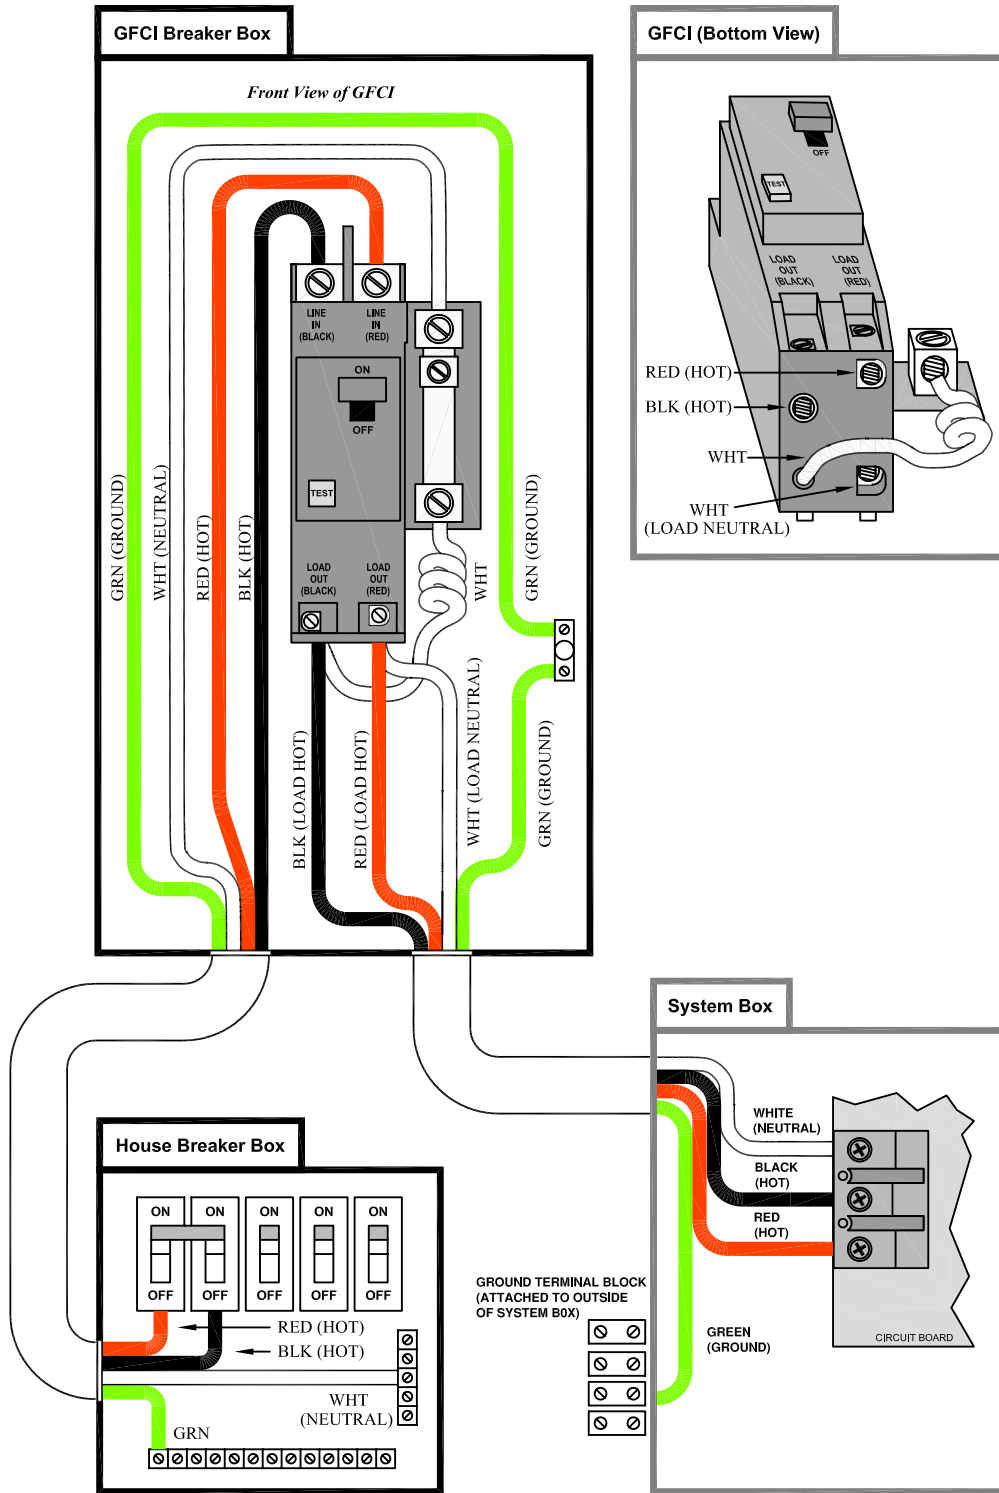 GFCI Breaker Box
Front View of GFCI
LINE
IN
(BLACK)
LINE
IN
(RED)
ON
OFF
TEST
LOAD
OUT
(BLACK)
LOAD
OUT
(RED)
GRN (GROUND)
WHT (NEUTRAL)
RED (HOT)
BLK (HOT)
WHT
GRN (GROUND)
BLK (LOAD HOT)
RED (LOAD HOT)
WHT (LOAD NEUTRAL)
GRN (GROUND)
GFCI (Bottom View)
OFF
TEST
LOAD
OUT
(BLACK)
LOAD
OUT
(RED)
RED (HOT)
BLK (HOT)
WHT
WHT
(LOAD NEUTRAL)
House Breaker Box
ON
ON
ON
ON
ON
OFF
OFF
OFF
OFF
OFF
RED (HOT)
BLK (HOT)
WHT
(NEUTRAL)
GRN
System Box
WHITE
(NEUTRAL)
BLACK
(HOT)
RED
(HOT)
GROUND TERMINAL BLOCK
(ATTACHED TO OUTSIDE
OF SYSTEM B0X)
GREEN
(GROUND)
CIRCUIT BOARD